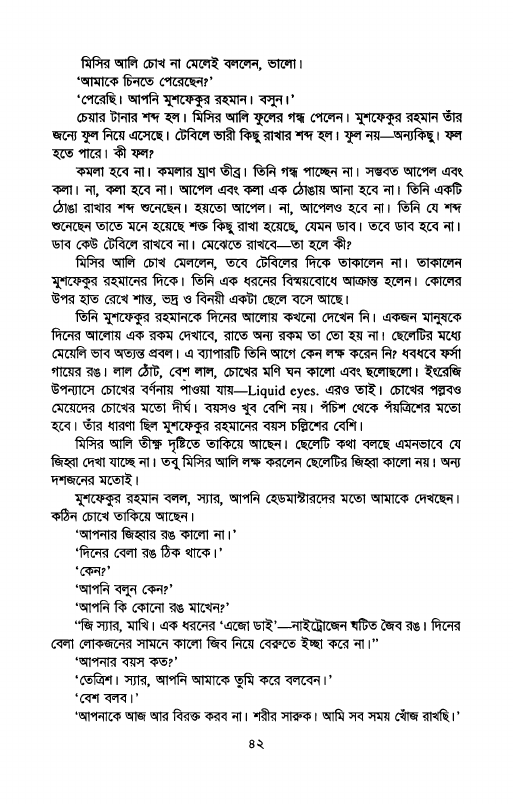 মিসির আলি চোখ না মেলেই বললেন, ভালো।
‘আমাকে চিনতে পেরেছেন?’
‘পেরেছি। আপনি মুশফেকুর রহমান। বসুন।’
চেয়ার টানার শব্দ হল। মিসির আলি ফুলের গন্ধ পেলেন। মুশফেকুর রহমান তাঁর
জন্যে ফুল নিয়ে এসেছে। টেবিলে ভারী কিছু রাখার শব্দ হল। ফুল নয়—অন্যকিছু। ফল
হতে পারে। কী ফল?
কমলা হবে না। কমলার ঘ্রাণ তীব্র। তিনি গন্ধ পাচ্ছেন না। সম্ভবত আপেল এবং
কলা। না, কলা হবে না। আপেল এবং কলা এক ঠোঙায় আনা হবে না। তিনি একটি
ঠোঙা রাখার শব্দ শুনেছেন। হয়তো আপেল। না, আপেলও হবে না। তিনি যে শব্দ
শুনেছেন তাতে মনে হয়েছে শক্ত কিছু রাখা হয়েছে, যেমন ডাব। তবে ডাব হবে না।
ডাব কেউ টেবিলে রাখবে না। মেঝেতে রাখবে—তা হলে কী?
মিসির আলি চোখ মেললেন, তবে টেবিলের দিকে তাকালেন না। তাকালেন
মুশফেকুর রহমানের দিকে। তিনি এক ধরনের বিস্ময়বোধে আক্রান্ত হলেন। কোলের
উপর হাত রেখে শান্ত, ভদ্র ও বিনয়ী একটা ছেলে বসে আছে।
তিনি মুশফেকুর রহমানকে দিনের আলোয় কখনো দেখেন নি। একজন মানুষকে
দিনের আলোয় এক রকম দেখাবে, রাতে অন্য রকম তা তো হয় না। ছেলেটির মধ্যে
মেয়েলি ভাব অত্যন্ত প্রবল। এ ব্যাপারটি তিনি আগে কেন লক্ষ করেন নি? ধবধবে ফর্সা
গায়ের রঙ। লাল ঠোঁট, বেশ লাল, চোখের মণি ঘন কালো এবং ছলোছলো। ইংরেজি
উপন্যাসে চোখের বর্ণনায় পাওয়া যায়—Liquid eyes. এরও তাই। চোখের পল্লবও
মেয়েদের চোখের মতো দীর্ঘ। বয়সও খুব বেশি নয়। পঁচিশ থেকে পঁয়ত্রিশের মতো
হবে। তাঁর ধারণা ছিল মুশফেকুর রহমানের বয়স চল্লিশের বেশি।
মিসির আলি তীক্ষ্ণ দৃষ্টিতে তাকিয়ে আছেন। ছেলেটি কথা বলছে এমনভাবে যে
জিহ্বা দেখা যাচ্ছে না। তবু মিসির আলি লক্ষ করলেন ছেলেটির জিহ্বা কালো নয়। অন্য
দশজনের মতোই।
মুশফেকুর রহমান বলল, স্যার, আপনি হেডমাস্টারদের মতো আমাকে দেখছেন।
কঠিন চোখে তাকিয়ে আছেন।
‘আপনার জিহ্বার রঙ কালো না।’
‘দিনের বেলা রঙ ঠিক থাকে।’
‘কেন?’
‘আপনি বলুন কেন?’
‘আপনি কি কোনো রঙ মাখেন?’
“জি স্যার, মাখি। এক ধরনের ‘এজো ডাই’—নাইট্রোজেন ঘটিত জৈব রঙ। দিনের
বেলা লোকজনের সামনে কালো জিব নিয়ে বেরুতে ইচ্ছা করে না।”
‘আপনার বয়স কত?’
‘তেত্রিশ। স্যার, আপনি আমাকে তুমি করে বলবেন।’
‘বেশ বলব।’
‘আপনাকে আজ আর বিরক্ত করব না। শরীর সারুক। আমি সব সময় খোঁজ রাখছি।’
৪২